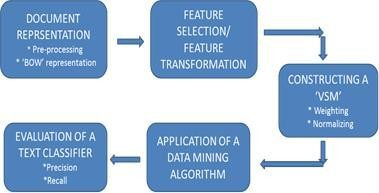 DOCUMENT
REPRSENTATION
* Pre-processing
* ‘BOW’ representation
FEATURE
SELECTION/
FEATURE
TRANSFORMATION
CONSTRUCTING A
‘VSM’
* Weighting
* Normalizing
APPLICATION OF A
DATA MINING
ALGORITHM
EVALUATION OF A
TEXT CLASSIFIER
* Precision
*Recall